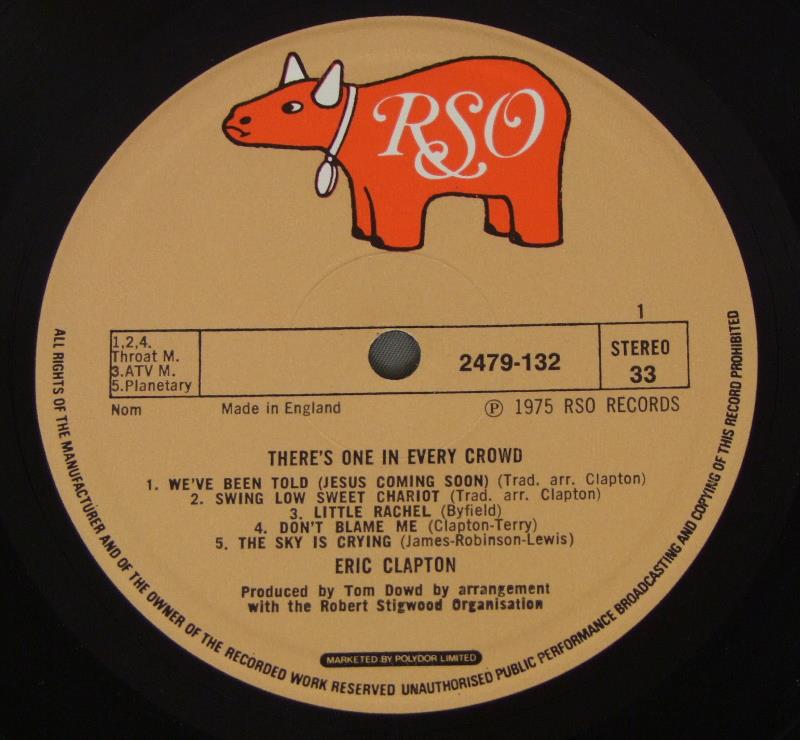 RSO
1
1,2,4.
Throat M.
3.ATV M.
5.Planetary
2479-132
STEREO
33
Nom
Made in England
Ⓟ 1975 RSO RECORDS
THERE'S ONE IN EVERY CROWD
1. WE'VE BEEN TOLD (JESUS COMING SOON) (Trad. arr. Clapton)
2. SWING LOW SWEET CHARIOT (Trad. arr. Clapton)
3. LITTLE RACHEL (Byfield)
4. DON'T BLAME ME (Clapton-Terry)
5. THE SKY IS CRYING (James-Robinson-Lewis)
ERIC CLAPTON
Produced by Tom Dowd by arrangement
with the Robert Stigwood Organisation
MARKETED BY POLYDOR LIMITED
ALL RIGHTS OF THE MANUFACTURER AND OF THE OWNER OF THE RECORDED WORK RESERVED UNAUTHORISED PUBLIC PERFORMANCE BROADCASTING AND COPYING OF THIS RECORD PROHIBITED